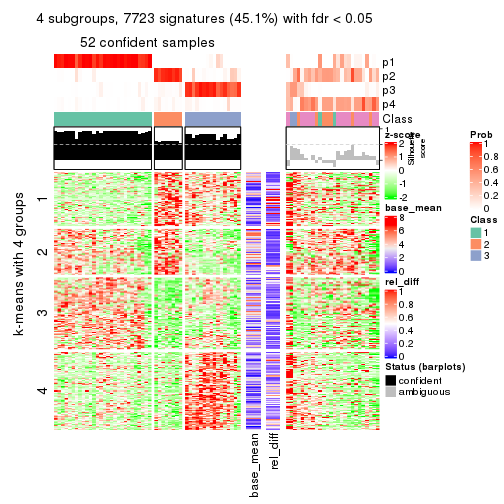 4 subgroups, 7723 signatures (45.1%) with fdr < 0.05
52 confident samples
p1
p2
p3
p4
Class
1
Silhouette
score
k-means with 4 groups
1
2
3
4
base_mean
rel_diff
z-score
2
1
0
-1
-2
base_mean
8
6
4
2
0
rel_diff
1
0.8
0.6
0.4
0.2
0
Status (barplots)
confident
ambiguous
Prob
1
0.8
0.6
0.4
0.2
0
Class
1
2
3